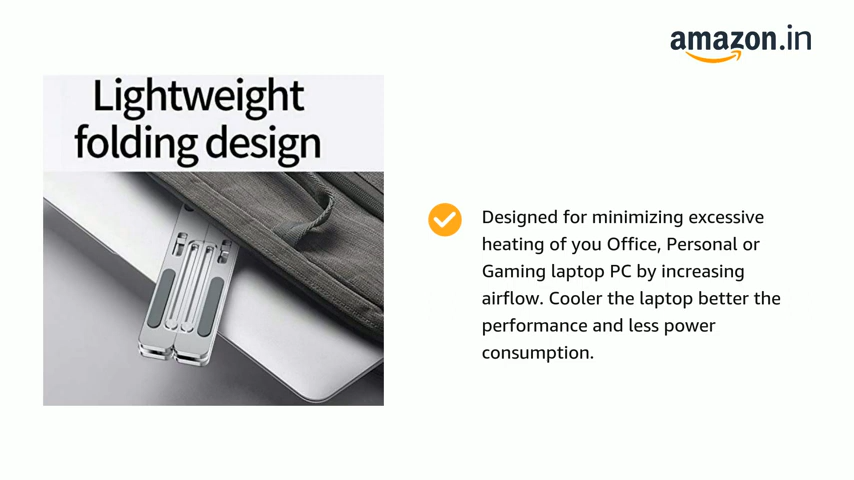 amazon.in
Lightweight
folding design
Designed for minimizing excessive
heating of you Office, Personal or
Gaming laptop PC by increasing
airflow. Cooler the laptop better the
performance and less power
consumption.